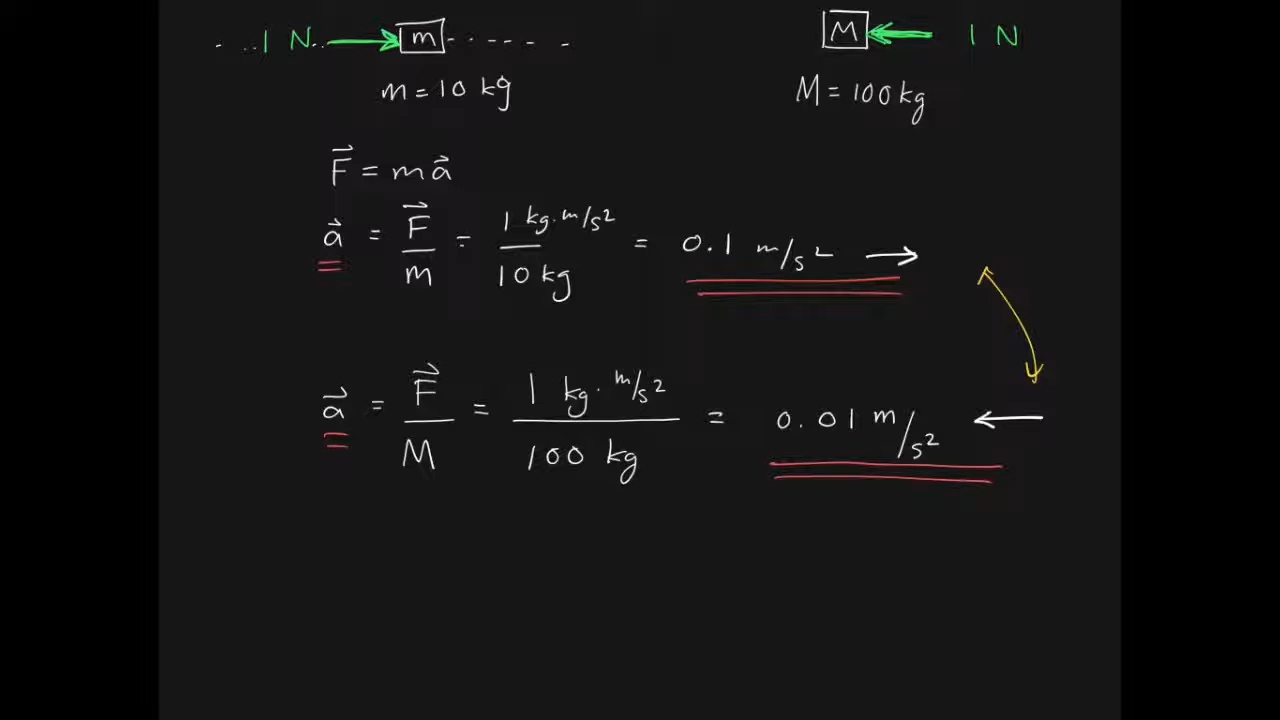 1 N m M 1 N
m = 10 kg M = 100 kg
F⃗ = m a⃗
a⃗ = F⃗/m = 1 kg·m/s² / 10 kg = 0.1 m/s² →
a⃗ = F⃗/M = 1 kg·m/s² / 100 kg = 0.01 m/s² ←